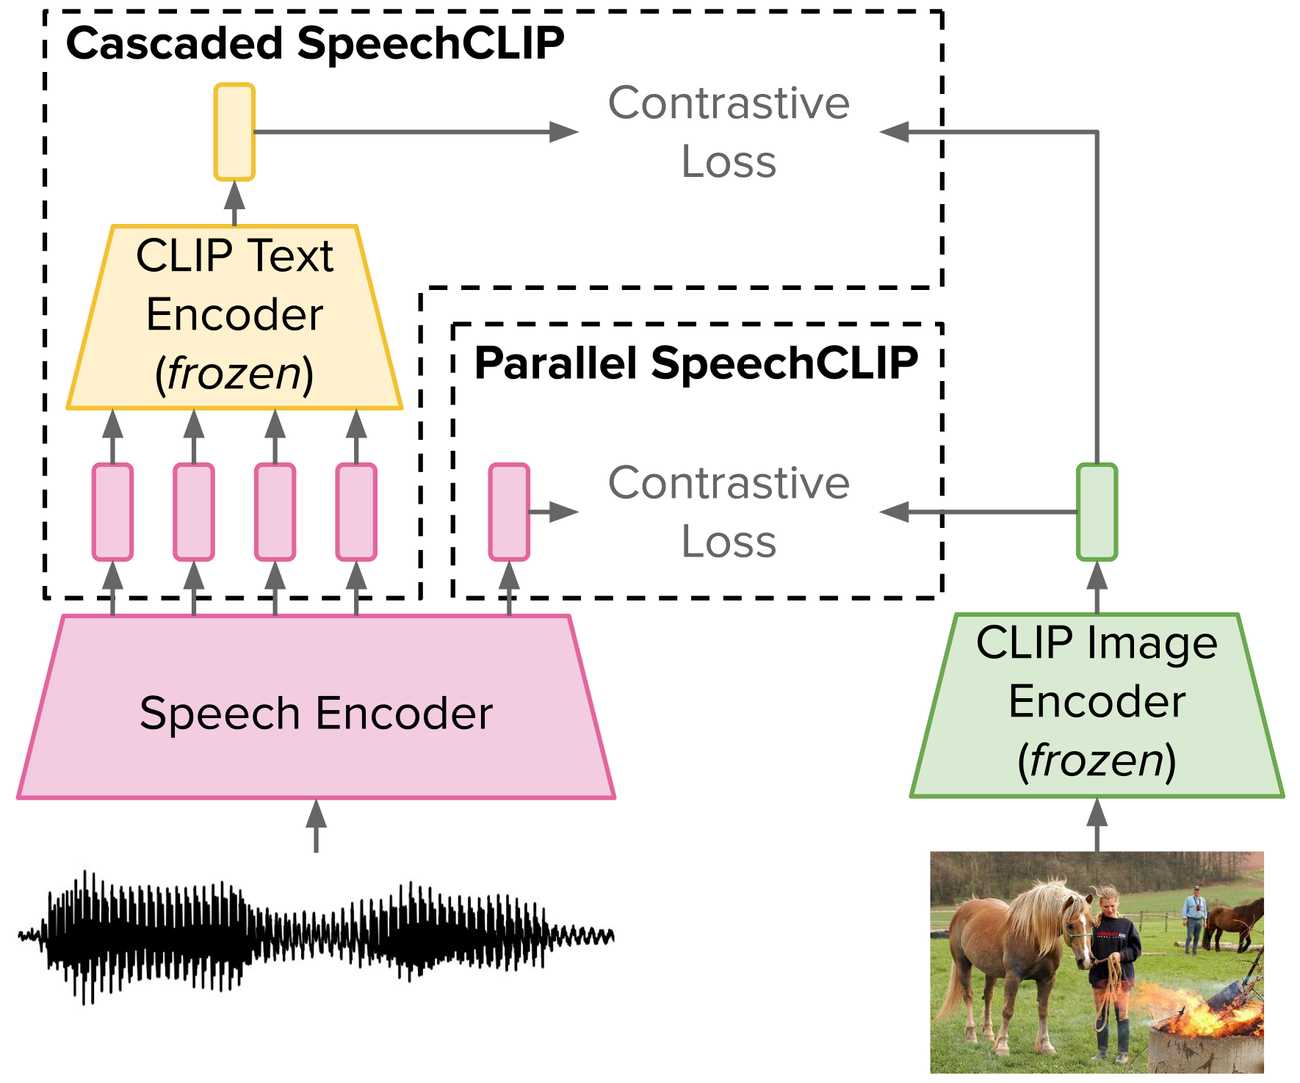 Cascaded SpeechCLIP
Contrastive
Loss
CLIP Text
Encoder
(frozen)
Parallel SpeechCLIP
Contrastive
Loss
Speech Encoder
CLIP Image
Encoder
(frozen)